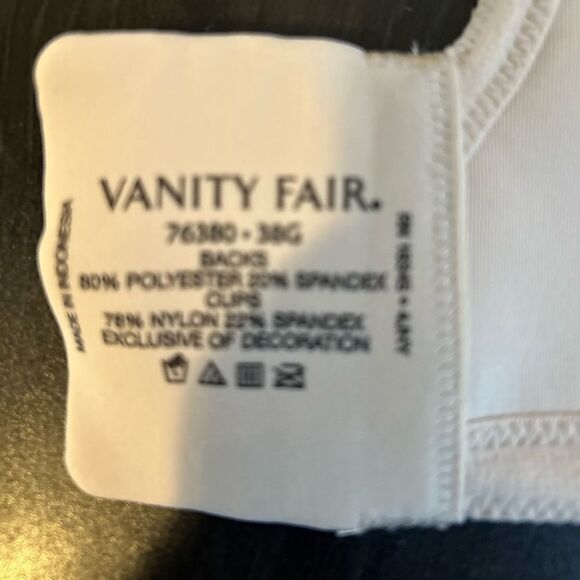 VANITY FAIR.
76380 • 38G
BACKS
80% POLYESTER 20% SPANDEX
CUPS
78% NYLON 22% SPANDEX
EXCLUSIVE OF DECORATION
MADE IN INDONESIA